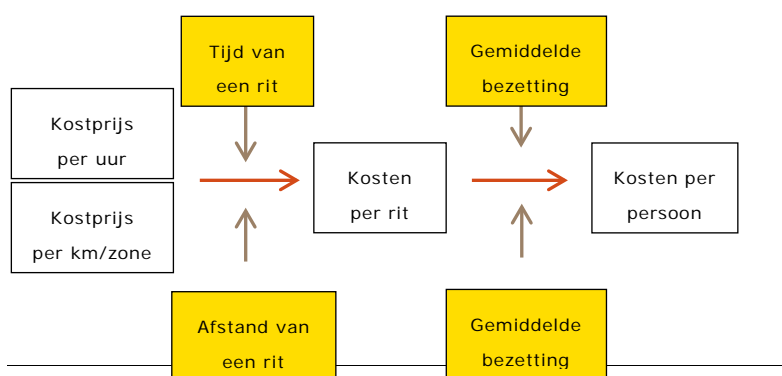 Tijd van
een rit
Gemiddelde
bezetting
Kostprijs
per uur
Kostprijs
per km/zone
Kosten
per rit
Kosten per
persoon
Afstand van
een rit
Gemiddelde
bezetting